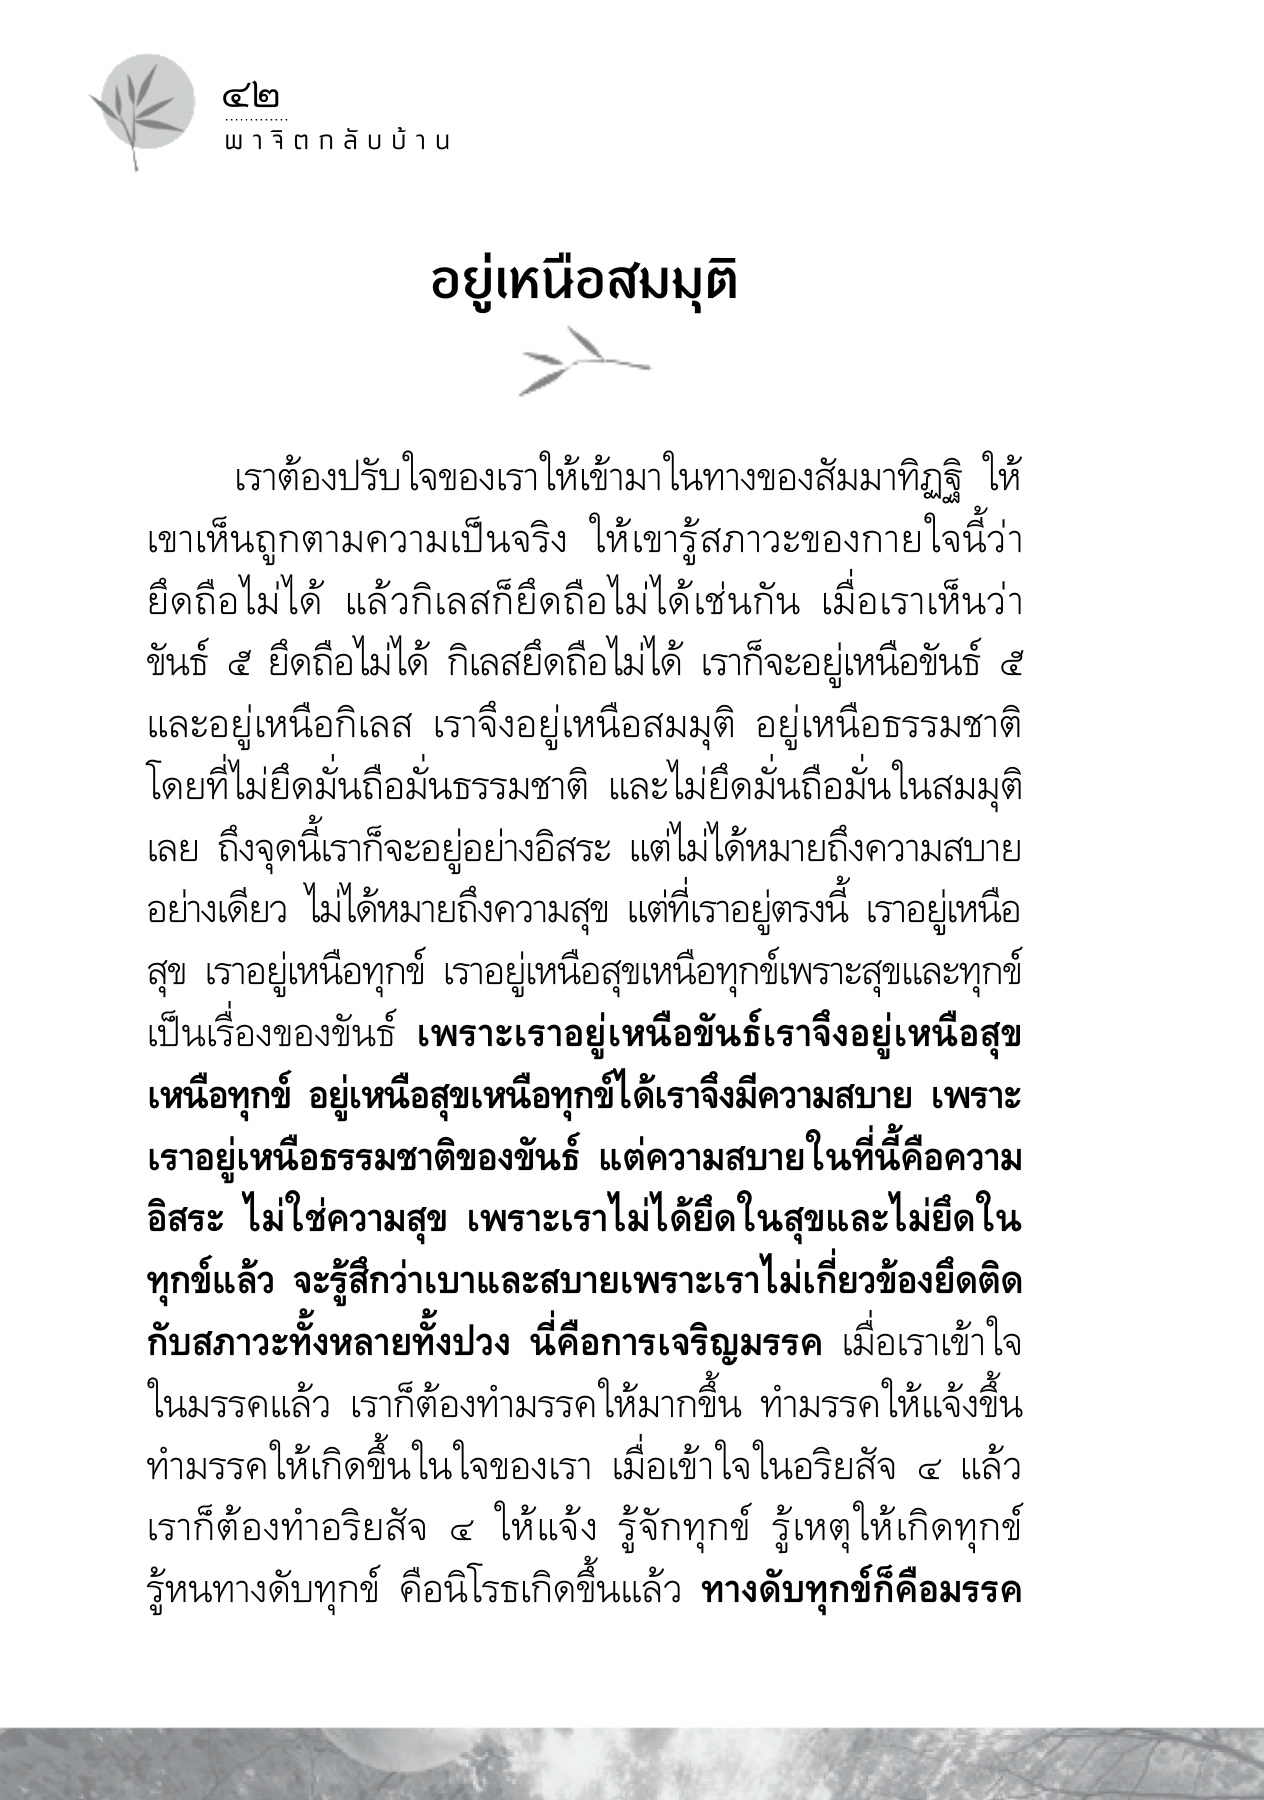 ๔๒
พาจิตกลับบ้าน
อยู่เหนือสมมุติ
เราต้องปรับใจของเราให้เข้ามาในทางของสัมมาทิฏฐิ ให้
เขาเห็นถูกตามความเป็นจริง ให้เขารู้สภาวะของกายใจนี้ว่า
ยึดถือไม่ได้ แล้วกิเลสก็ยึดถือไม่ได้เช่นกัน เมื่อเราเห็นว่า
ขันธ์ ๕ ยึดถือไม่ได้ กิเลสยึดถือไม่ได้ เราก็จะอยู่เหนือขันธ์ ๕
และอยู่เหนือกิเลส เราจึงอยู่เหนือสมมุติ อยู่เหนือธรรมชาติ
โดยที่ไม่ยึดมั่นถือมั่นธรรมชาติ และไม่ยึดมั่นถือมั่นในสมมุติ
เลย ถึงจุดนี้เราก็จะอยู่อย่างอิสระ แต่ไม่ได้หมายถึงความสบาย
อย่างเดียว ไม่ได้หมายถึงความสุข แต่ที่เราอยู่ตรงนี้ เราอยู่เหนือ
สุข เราอยู่เหนือทุกข์ เราอยู่เหนือสุขเหนือทุกข์เพราะสุขและทุกข์
เป็นเรื่องของขันธ์ เพราะเราอยู่เหนือขันธ์เราจึงอยู่เหนือสุข
เหนือทุกข์ อยู่เหนือสุขเหนือทุกข์ได้เราจึงมีความสบาย เพราะ
เราอยู่เหนือธรรมชาติของขันธ์ แต่ความสบายในที่นี้คือความ
อิสระ ไม่ใช่ความสุข เพราะเราไม่ได้ยึดในสุขและไม่ยึดใน
ทุกข์แล้ว จะรู้สึกว่าเบาและสบายเพราะเราไม่เกี่ยวข้องยึดติด
กับสภาวะทั้งหลายทั้งปวง นี่คือการเจริญมรรค เมื่อเราเข้าใจ
ในมรรคแล้ว เราก็ต้องทำมรรคให้มากขึ้น ทำมรรคให้แจ้งขึ้น
ทำมรรคให้เกิดขึ้นในใจของเรา เมื่อเข้าใจในอริยสัจ ๔ แล้ว
เราก็ต้องทำอริยสัจ ๔ ให้แจ้ง รู้จักทุกข์ รู้เหตุให้เกิดทุกข์
รู้หนทางดับทุกข์ คือนิโรธเกิดขึ้นแล้ว ทางดับทุกข์ก็คือมรรค